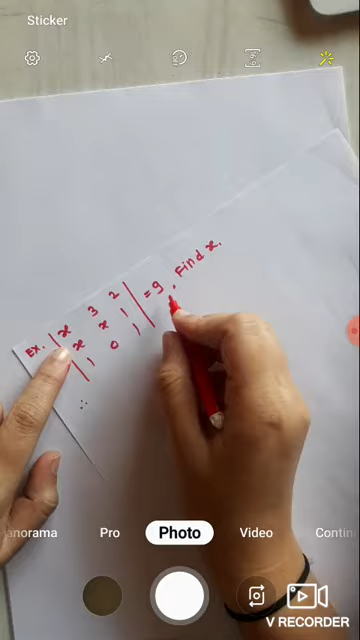 Sticker
Ex. | x 3 2 | = 9, Find x.
| x x 1 |
| 1 0 1 |
∴
anorama Pro Photo Video Contin
V RECORDER